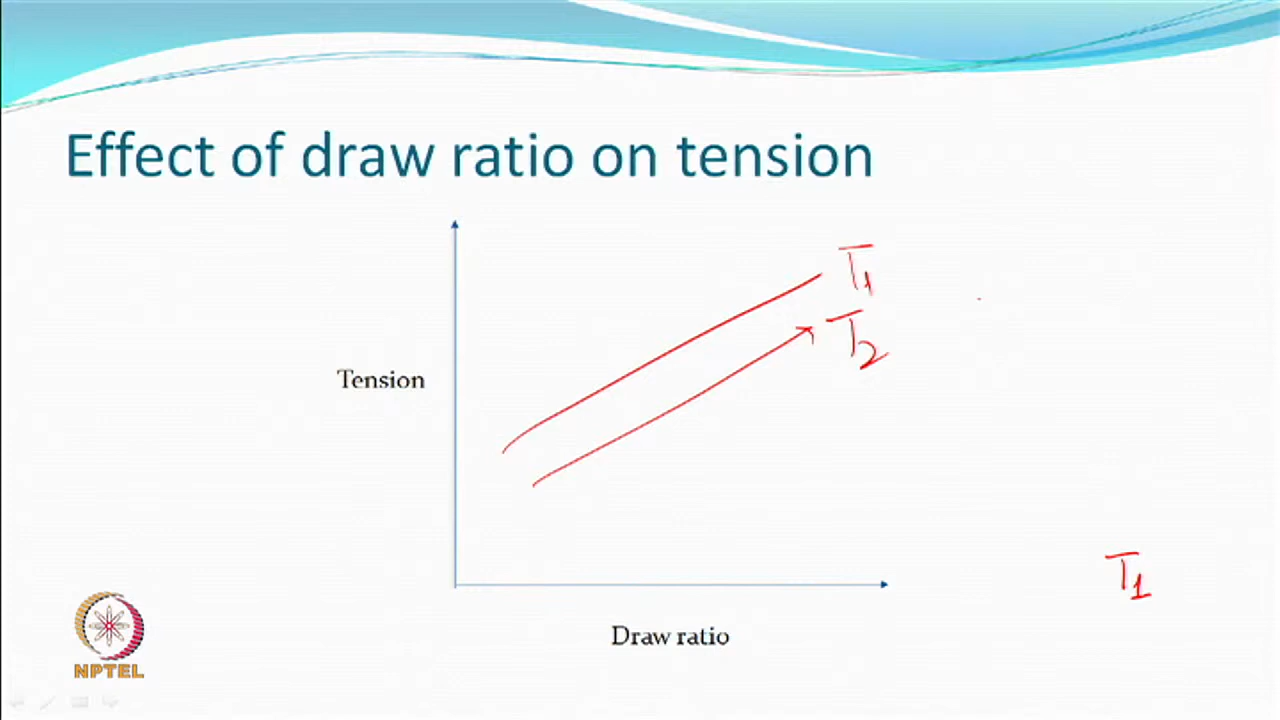 Effect of draw ratio on tension
T1
T2
Tension
T1
Draw ratio
NPTEL